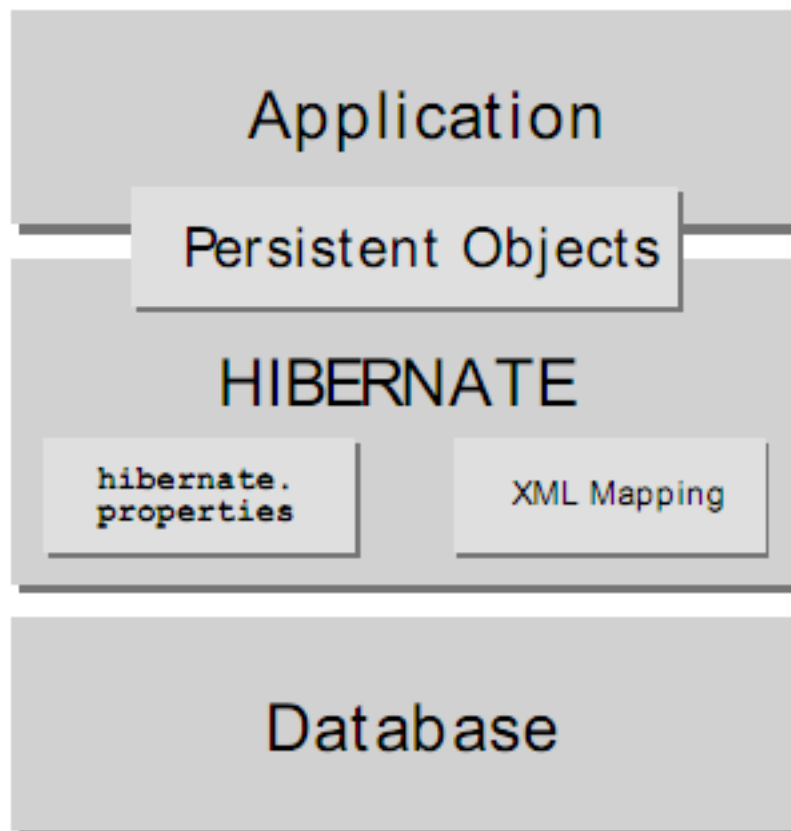 Application
Persistent Objects
HIBERNATE
hibernate.
properties
XML Mapping
Database